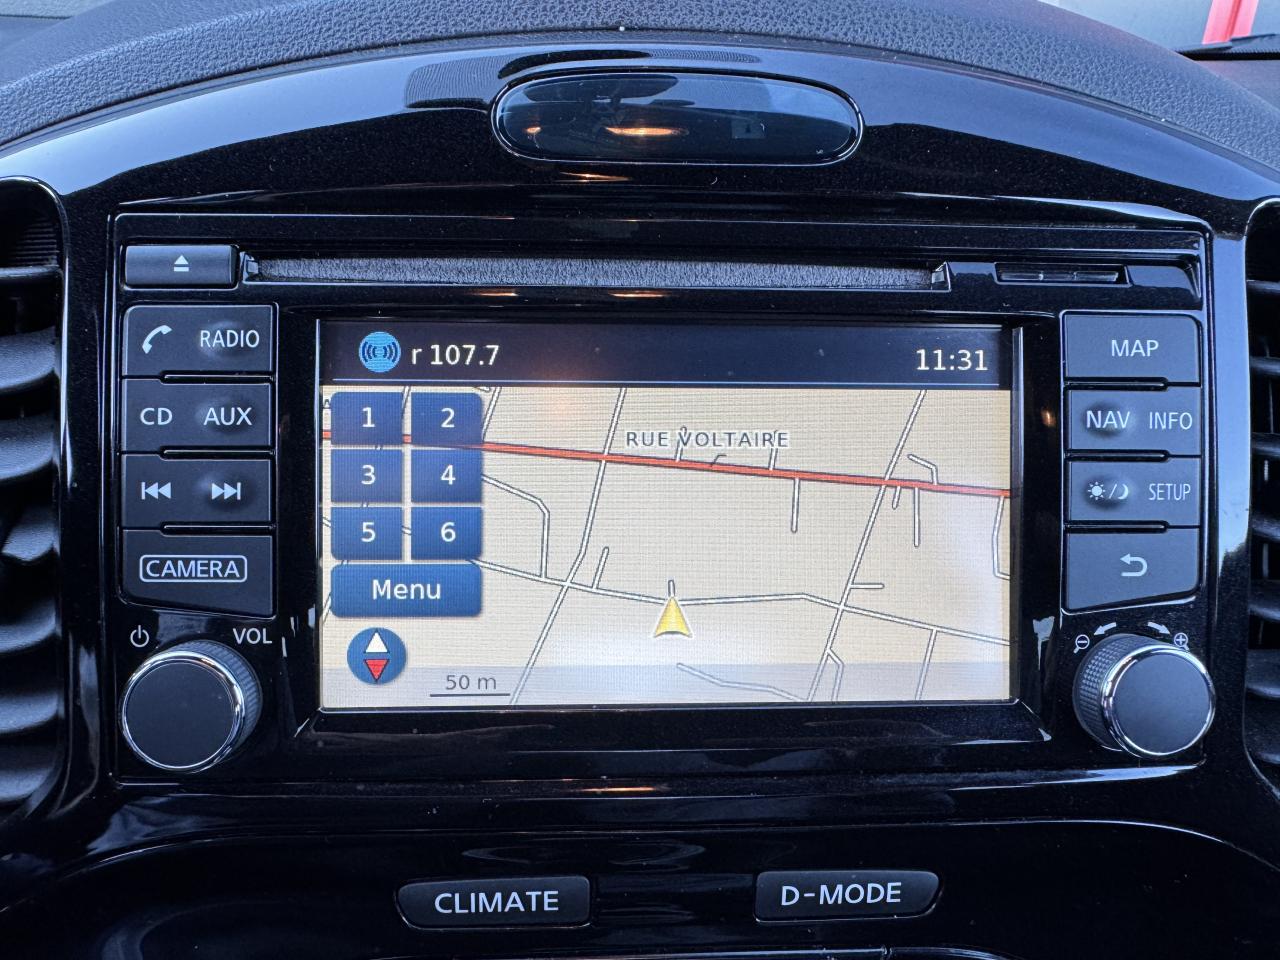 RADIO
CD AUX
CAMERA
VOL
r 107.7 11:31
1 2
3 4
5 6
Menu
50 m
RUE VOLTAIRE
MAP
NAV INFO
SETUP
CLIMATE
D-MODE